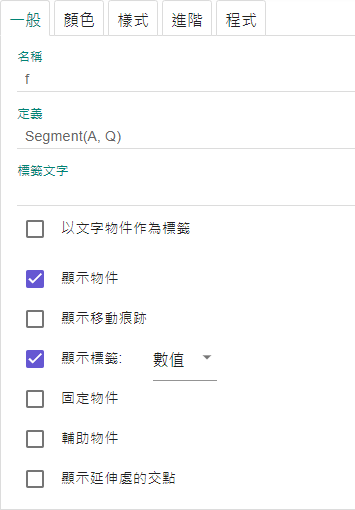 一般 顏色 樣式 進階 程式
名稱
f
定義
Segment(A, Q)
標籤文字
以文字物件作為標籤
顯示物件
顯示移動痕跡
顯示標籤: 數值
固定物件
輔助物件
顯示延伸處的交點